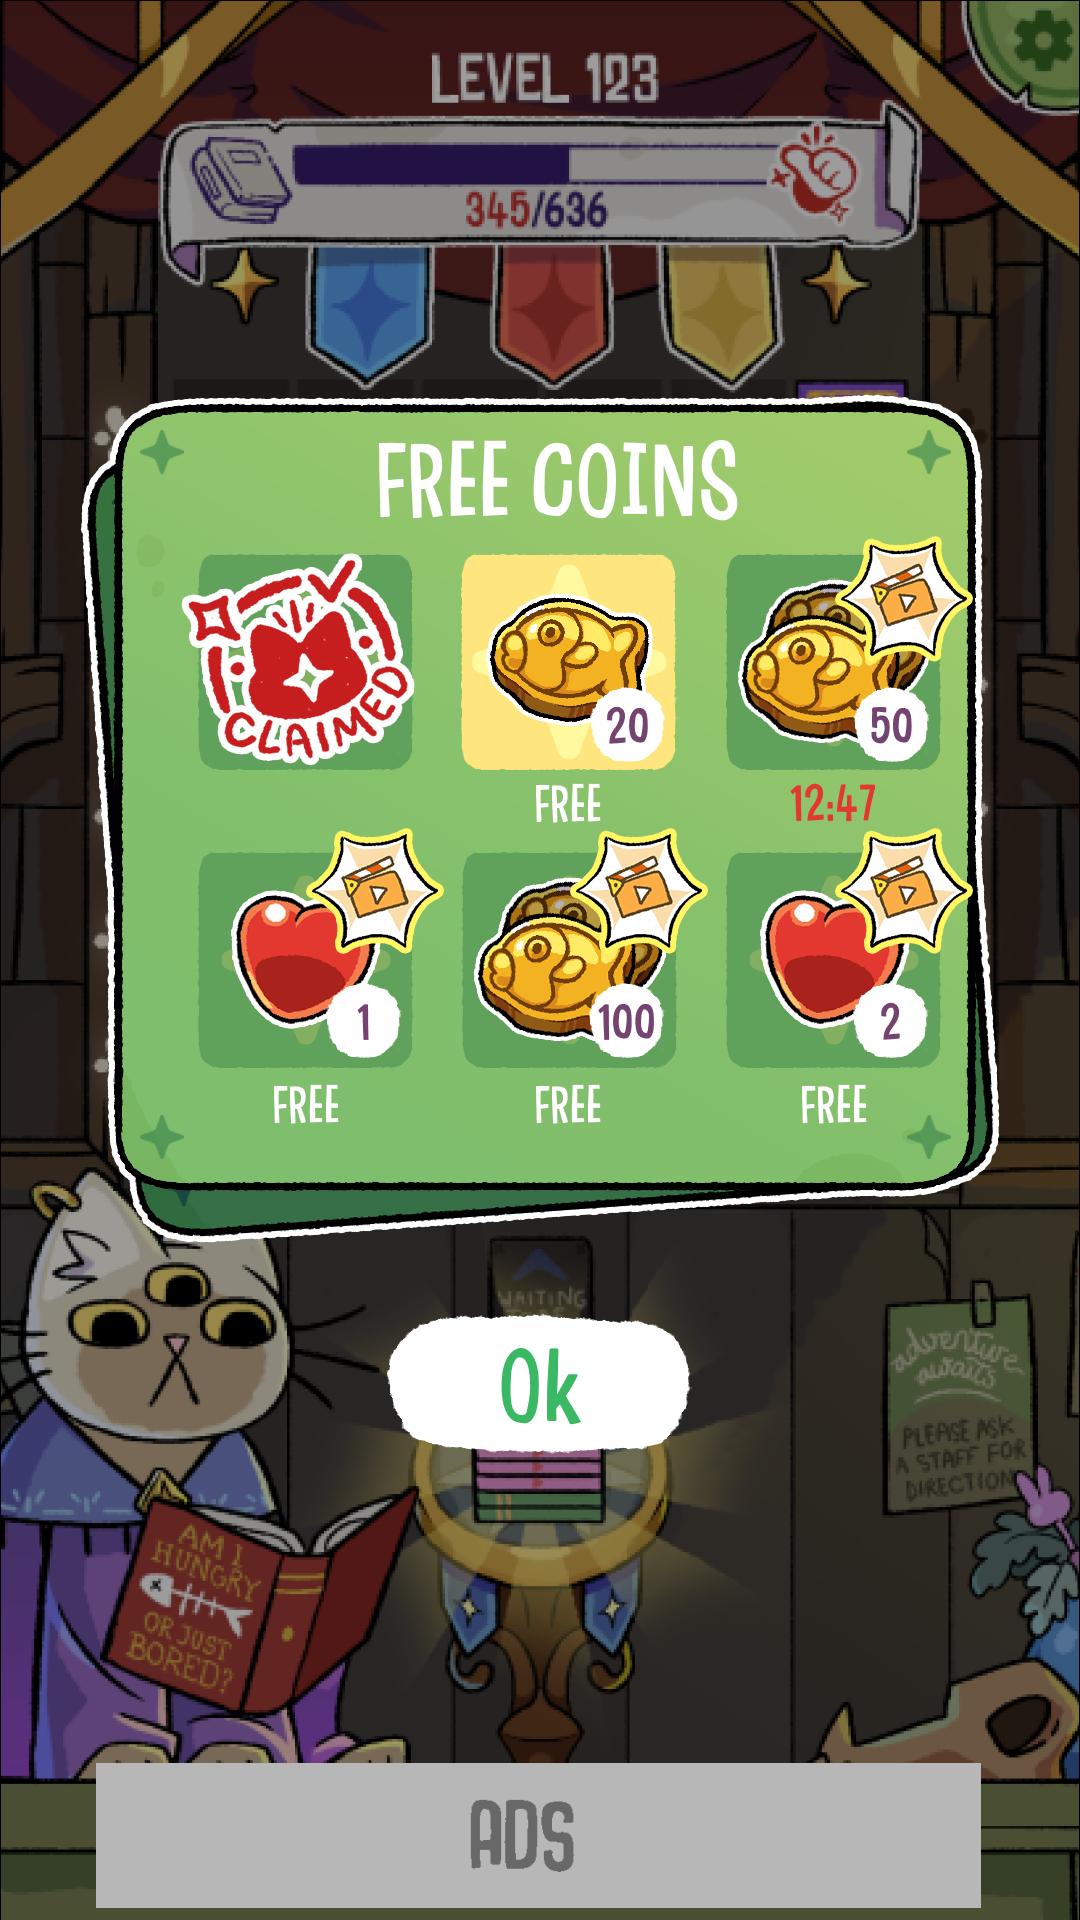 LEVEL 123
345/636
FREE COINS
CLAIMED
20
50
FREE
12:47
1
100
2
FREE
FREE
FREE
WAITING
Ok
adventure
awaits
PLEASE ASK
A STAFF FOR
DIRECTION
AM I
HUNGRY
OR JUST
BORED?
ADS